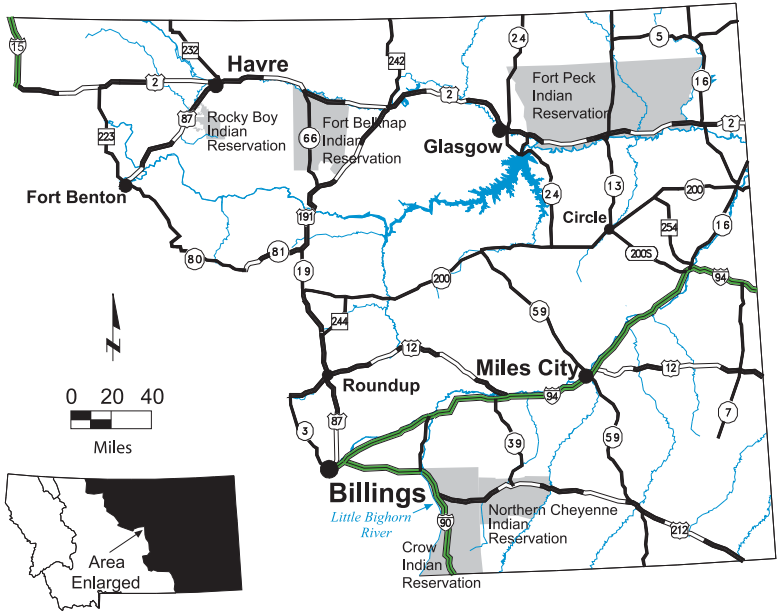 15
232
Havre
2
242
24
5
16
2
Fort Peck
Indian
Reservation
87
Rocky Boy
Indian
Reservation
223
66
Fort Belknap
Indian
Reservation
Glasgow
2
Fort Benton
24
13
200
191
Circle
254
16
80
81
19
200S
200
94
59
244
12
Miles City
12
Roundup
94
0 20 40
Miles
3
87
39
59
7
Billings
Little Bighorn
River
90
Northern Cheyenne
Indian
Reservation
212
Crow
Indian
Reservation
Area
Enlarged